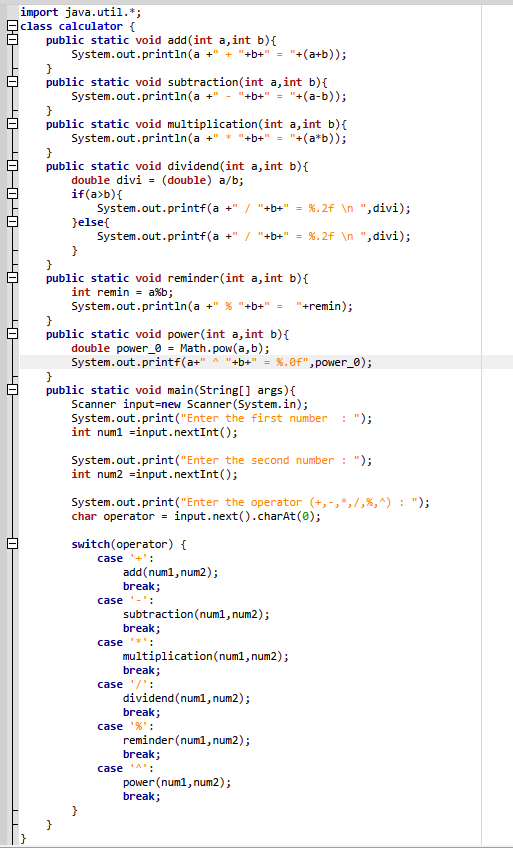 import java.util.*;
class calculator {
    public static void add(int a,int b){
        System.out.println(a +" + "+b+" = "+(a+b));
    }
    public static void subtraction(int a,int b){
        System.out.println(a +" - "+b+" = "+(a-b));
    }
    public static void multiplication(int a,int b){
        System.out.println(a +" * "+b+" = "+(a*b));
    }
    public static void dividend(int a,int b){
        double divi = (double) a/b;
        if(a>b){
            System.out.printf(a +" / "+b+" = %.2f \n ",divi);
        }else{
            System.out.printf(a +" / "+b+" = %.2f \n ",divi);
        }
    }
    public static void reminder(int a,int b){
        int remin = a%b;
        System.out.println(a +" % "+b+" =  "+remin);
    }
    public static void power(int a,int b){
        double power_0 = Math.pow(a,b);
        System.out.printf(a+" ^ "+b+" = %.0f",power_0);
    }
    public static void main(String[] args){
        Scanner input=new Scanner(System.in);
        System.out.print("Enter the first number  : ");
        int num1 =input.nextInt();

        System.out.print("Enter the second number : ");
        int num2 =input.nextInt();

        System.out.print("Enter the operator (+,-,*,/,%,^) : ");
        char operator = input.next().charAt(0);

        switch(operator) {
            case '+':
                add(num1,num2);
                break;
            case '-':
                subtraction(num1,num2);
                break;
            case '*':
                multiplication(num1,num2);
                break;
            case '/':
                dividend(num1,num2);
                break;
            case '%':
                reminder(num1,num2);
                break;
            case '^':
                power(num1,num2);
                break;
        }
    }
}